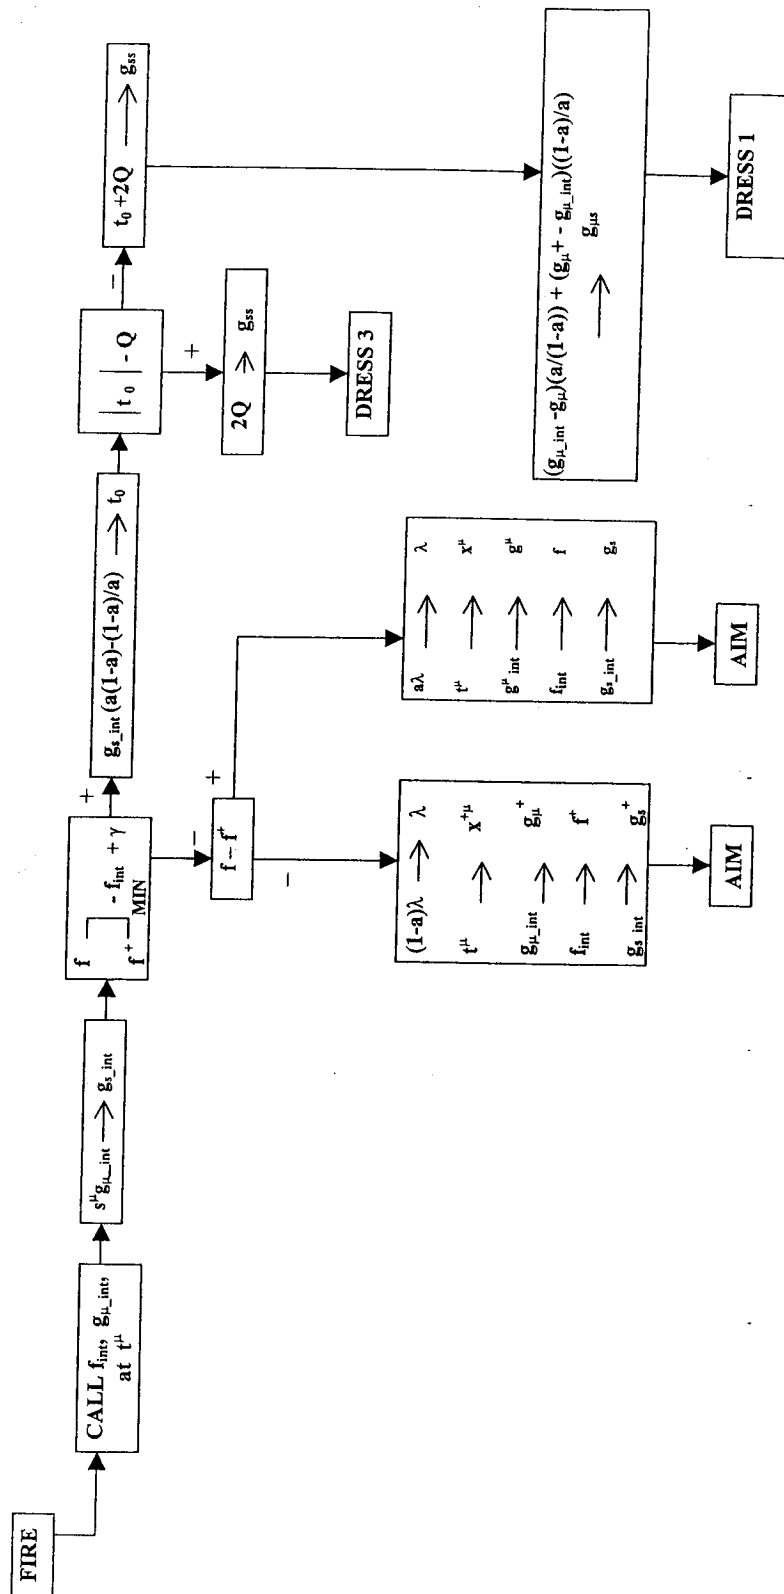 FIRE
CALL f_int, g_μ_int,
at t^μ
s^μ g_μ_int ⟶ g_s_int
f
f^+
MIN
- f_int + γ
+
-
g_s_int (a(1-a)-(1-a)/a) ⟶ t_0
| t_0 | - Q
-
+
t_0 +2Q ⟶ g_ss
2Q → g_ss
DRESS 3
f – f^+
+
-
(1-a)λ ⟶ λ
t^μ ⟶ x^+μ
g_μ_int ⟶ g_μ^+
f_int ⟶ f^+
g_s_int ⟶ g_s^+
AIM
aλ ⟶ λ
t^μ ⟶ x^μ
g^μ_int ⟶ g^μ
f_int ⟶ f
g_s_int ⟶ g_s
AIM
(g_μ_int -g_μ)(a/(1-a)) + (g_μ^+ - g_μ_int)((1-a)/a)
⟶ g_μs
DRESS 1